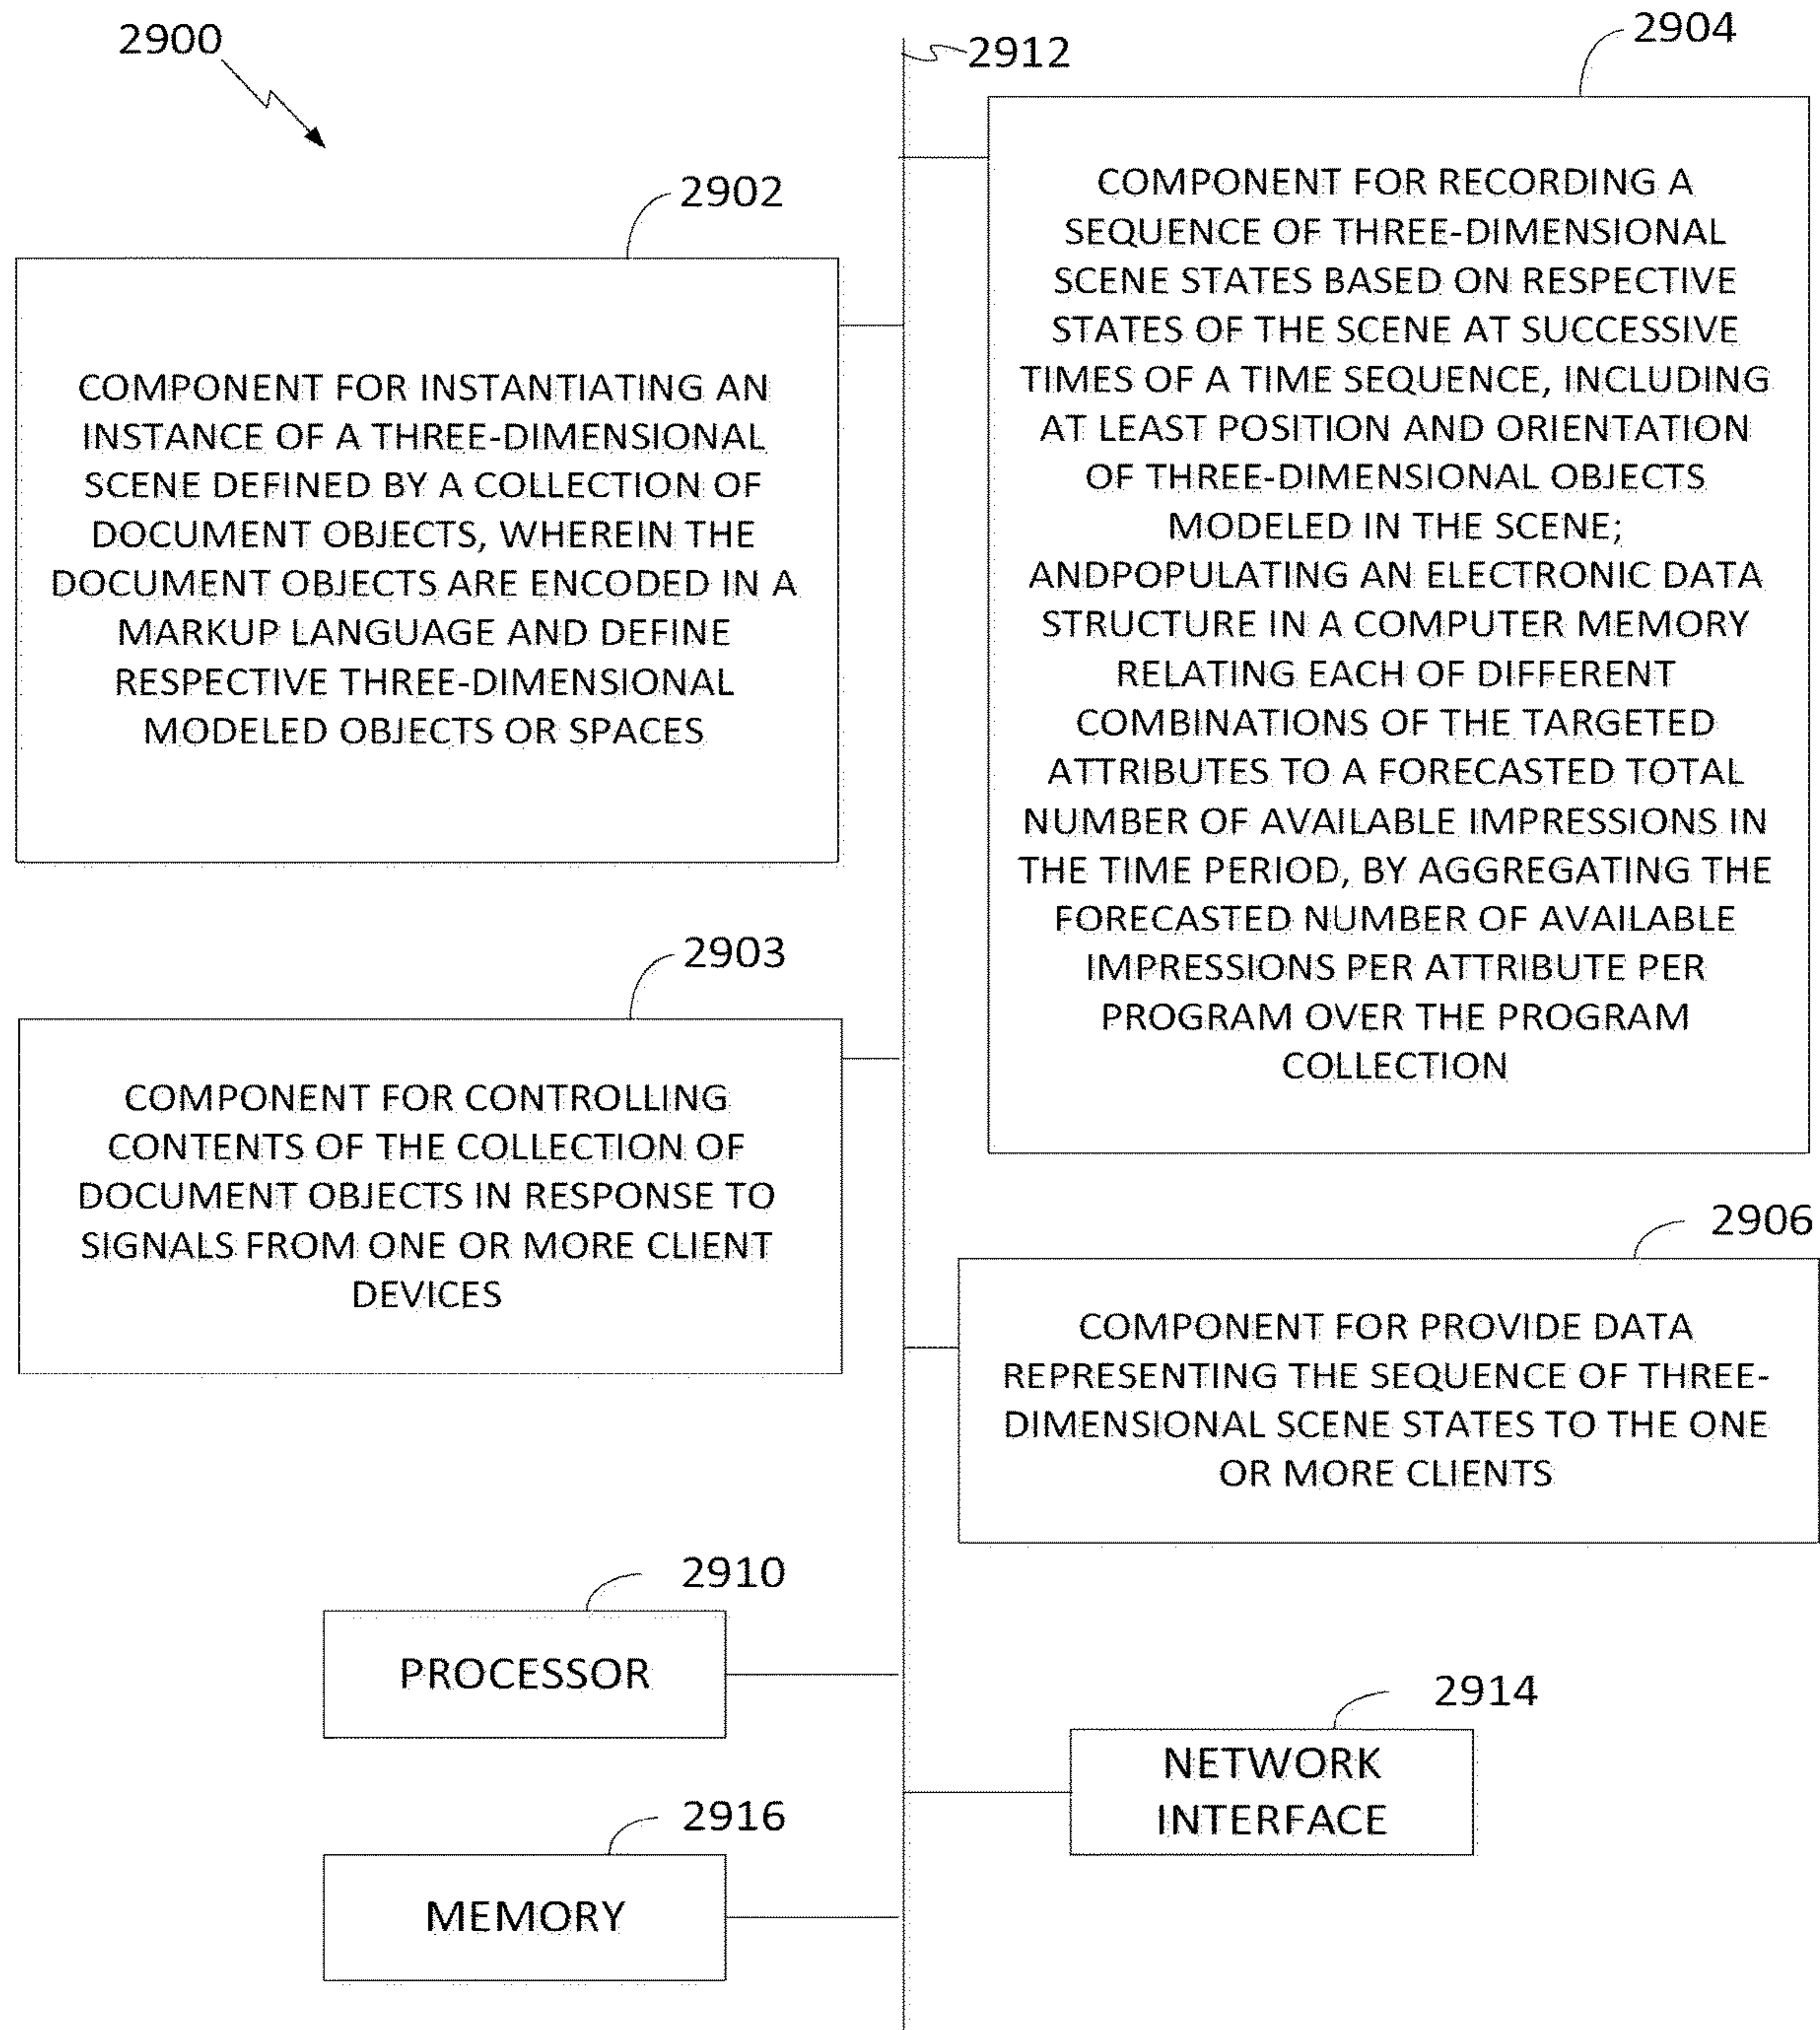 2900
2912
2904
2902
COMPONENT FOR INSTANTIATING AN
INSTANCE OF A THREE-DIMENSIONAL
SCENE DEFINED BY A COLLECTION OF
DOCUMENT OBJECTS, WHEREIN THE
DOCUMENT OBJECTS ARE ENCODED IN A
MARKUP LANGUAGE AND DEFINE
RESPECTIVE THREE-DIMENSIONAL
MODELED OBJECTS OR SPACES
COMPONENT FOR RECORDING A
SEQUENCE OF THREE-DIMENSIONAL
SCENE STATES BASED ON RESPECTIVE
STATES OF THE SCENE AT SUCCESSIVE
TIMES OF A TIME SEQUENCE, INCLUDING
AT LEAST POSITION AND ORIENTATION
OF THREE-DIMENSIONAL OBJECTS
MODELED IN THE SCENE;
ANDPOPULATING AN ELECTRONIC DATA
STRUCTURE IN A COMPUTER MEMORY
RELATING EACH OF DIFFERENT
COMBINATIONS OF THE TARGETED
ATTRIBUTES TO A FORECASTED TOTAL
NUMBER OF AVAILABLE IMPRESSIONS IN
THE TIME PERIOD, BY AGGREGATING THE
FORECASTED NUMBER OF AVAILABLE
IMPRESSIONS PER ATTRIBUTE PER
PROGRAM OVER THE PROGRAM
COLLECTION
2903
COMPONENT FOR CONTROLLING
CONTENTS OF THE COLLECTION OF
DOCUMENT OBJECTS IN RESPONSE TO
SIGNALS FROM ONE OR MORE CLIENT
DEVICES
2906
COMPONENT FOR PROVIDE DATA
REPRESENTING THE SEQUENCE OF THREE-
DIMENSIONAL SCENE STATES TO THE ONE
OR MORE CLIENTS
2910
PROCESSOR
2914
NETWORK
INTERFACE
2916
MEMORY